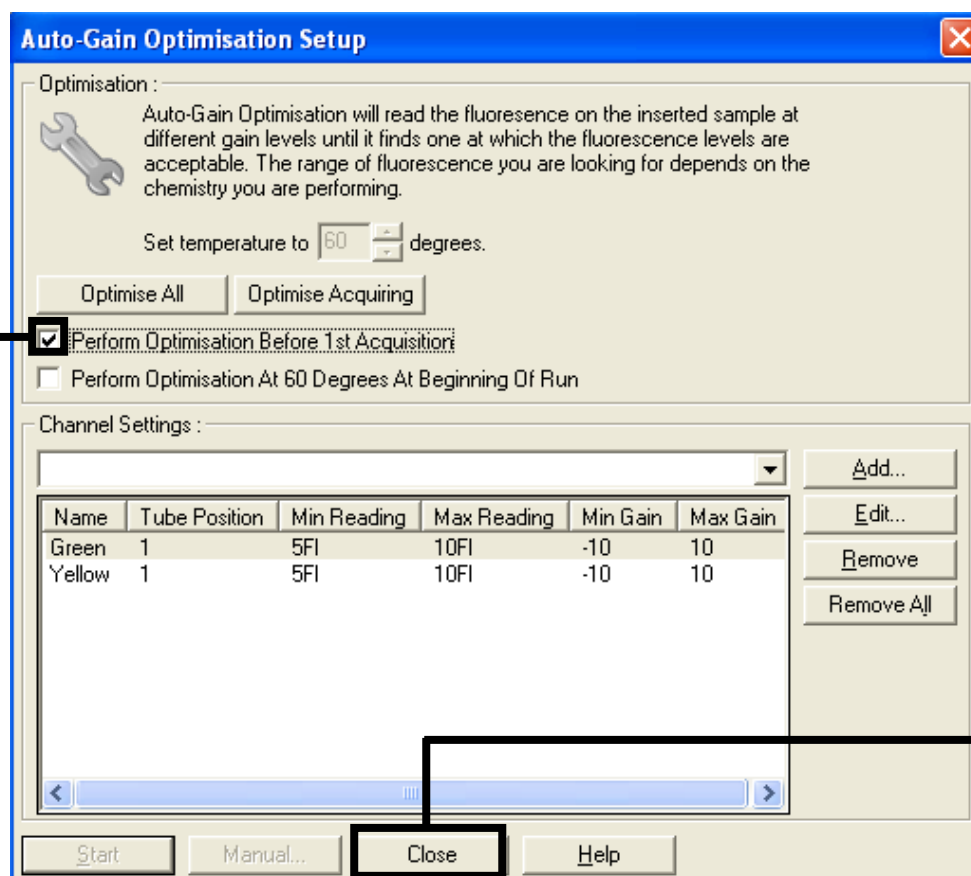 Auto-Gain Optimisation Setup
Optimisation :
Auto-Gain Optimisation will read the fluoresence on the inserted sample at
different gain levels until it finds one at which the fluorescence levels are
acceptable. The range of fluorescence you are looking for depends on the
chemistry you are performing.
Set temperature to 60 degrees.
Optimise All Optimise Acquiring
Perform Optimisation Before 1st Acquisition
Perform Optimisation At 60 Degrees At Beginning Of Run
Channel Settings :
Add...
Name Tube Position Min Reading Max Reading Min Gain Max Gain Edit...
Green 1 5Fl 10Fl -10 10
Yellow 1 5Fl 10Fl -10 10
Remove
Remove All
Start Manual... Close Help